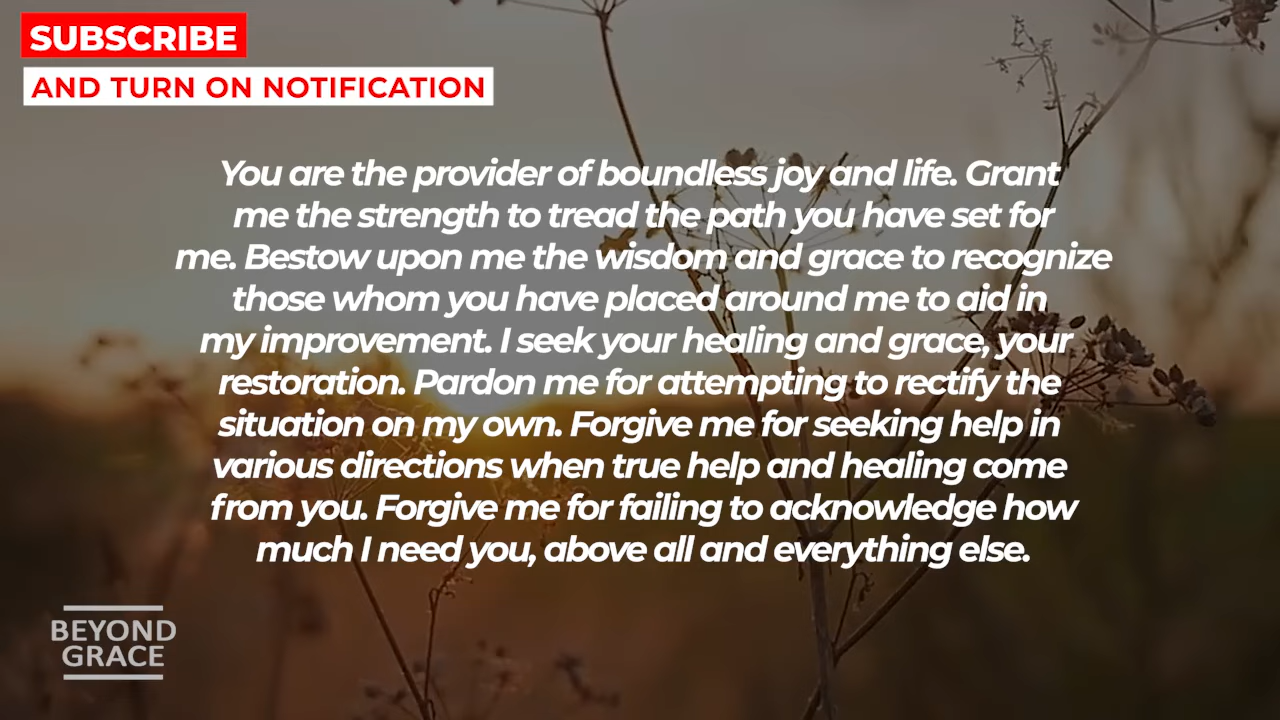 SUBSCRIBE
AND TURN ON NOTIFICATION
You are the provider of boundless joy and life. Grant
me the strength to tread the path you have set for
me. Bestow upon me the wisdom and grace to recognize
those whom you have placed around me to aid in
my improvement. I seek your healing and grace, your
restoration. Pardon me for attempting to rectify the
situation on my own. Forgive me for seeking help in
various directions when true help and healing come
from you. Forgive me for failing to acknowledge how
much I need you, above all and everything else.
BEYOND
GRACE